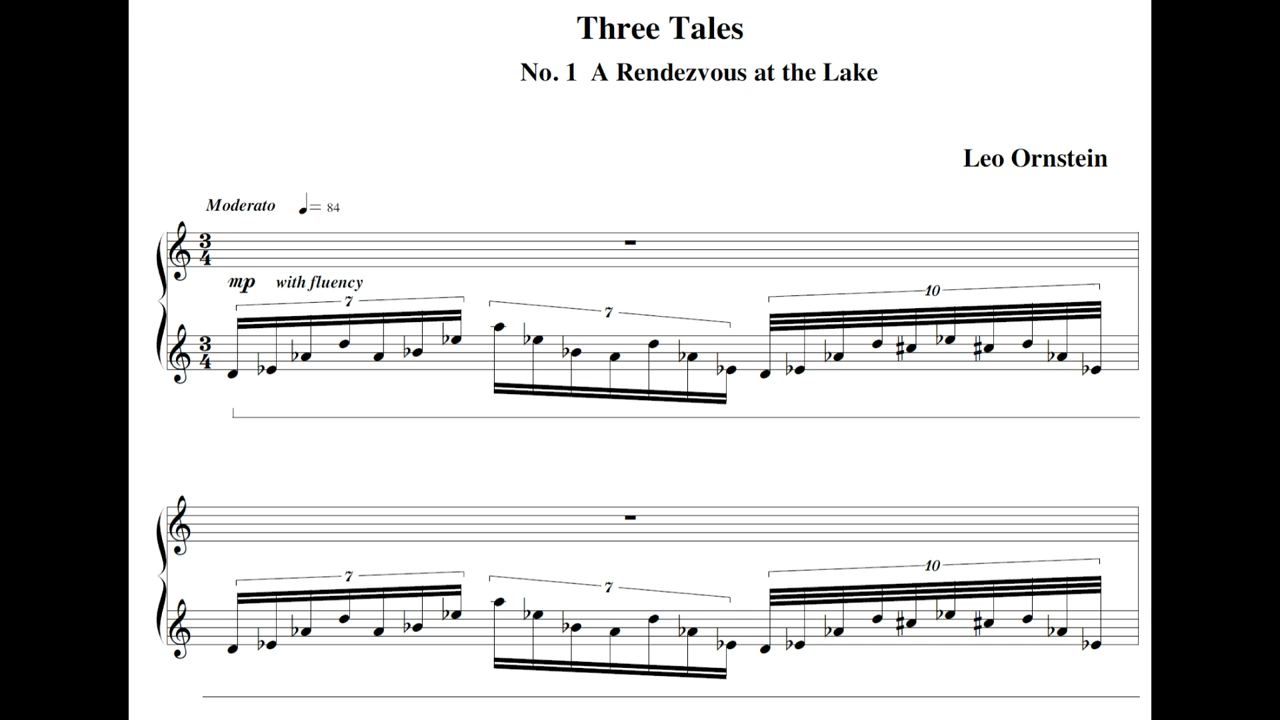 Three Tales
No. 1 A Rendezvous at the Lake
Leo Ornstein
Moderato ♩= 84
3
4
mp with fluency
7 7 10
3
4
7 7 10